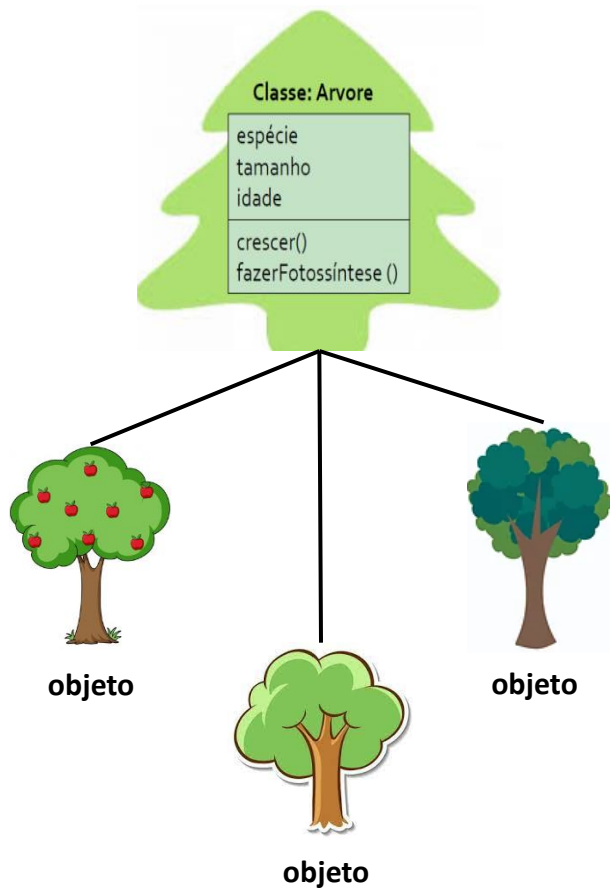 Classe: Arvore
espécie
tamanho
idade
crescer()
fazerFotossíntese ()
objeto
objeto
objeto